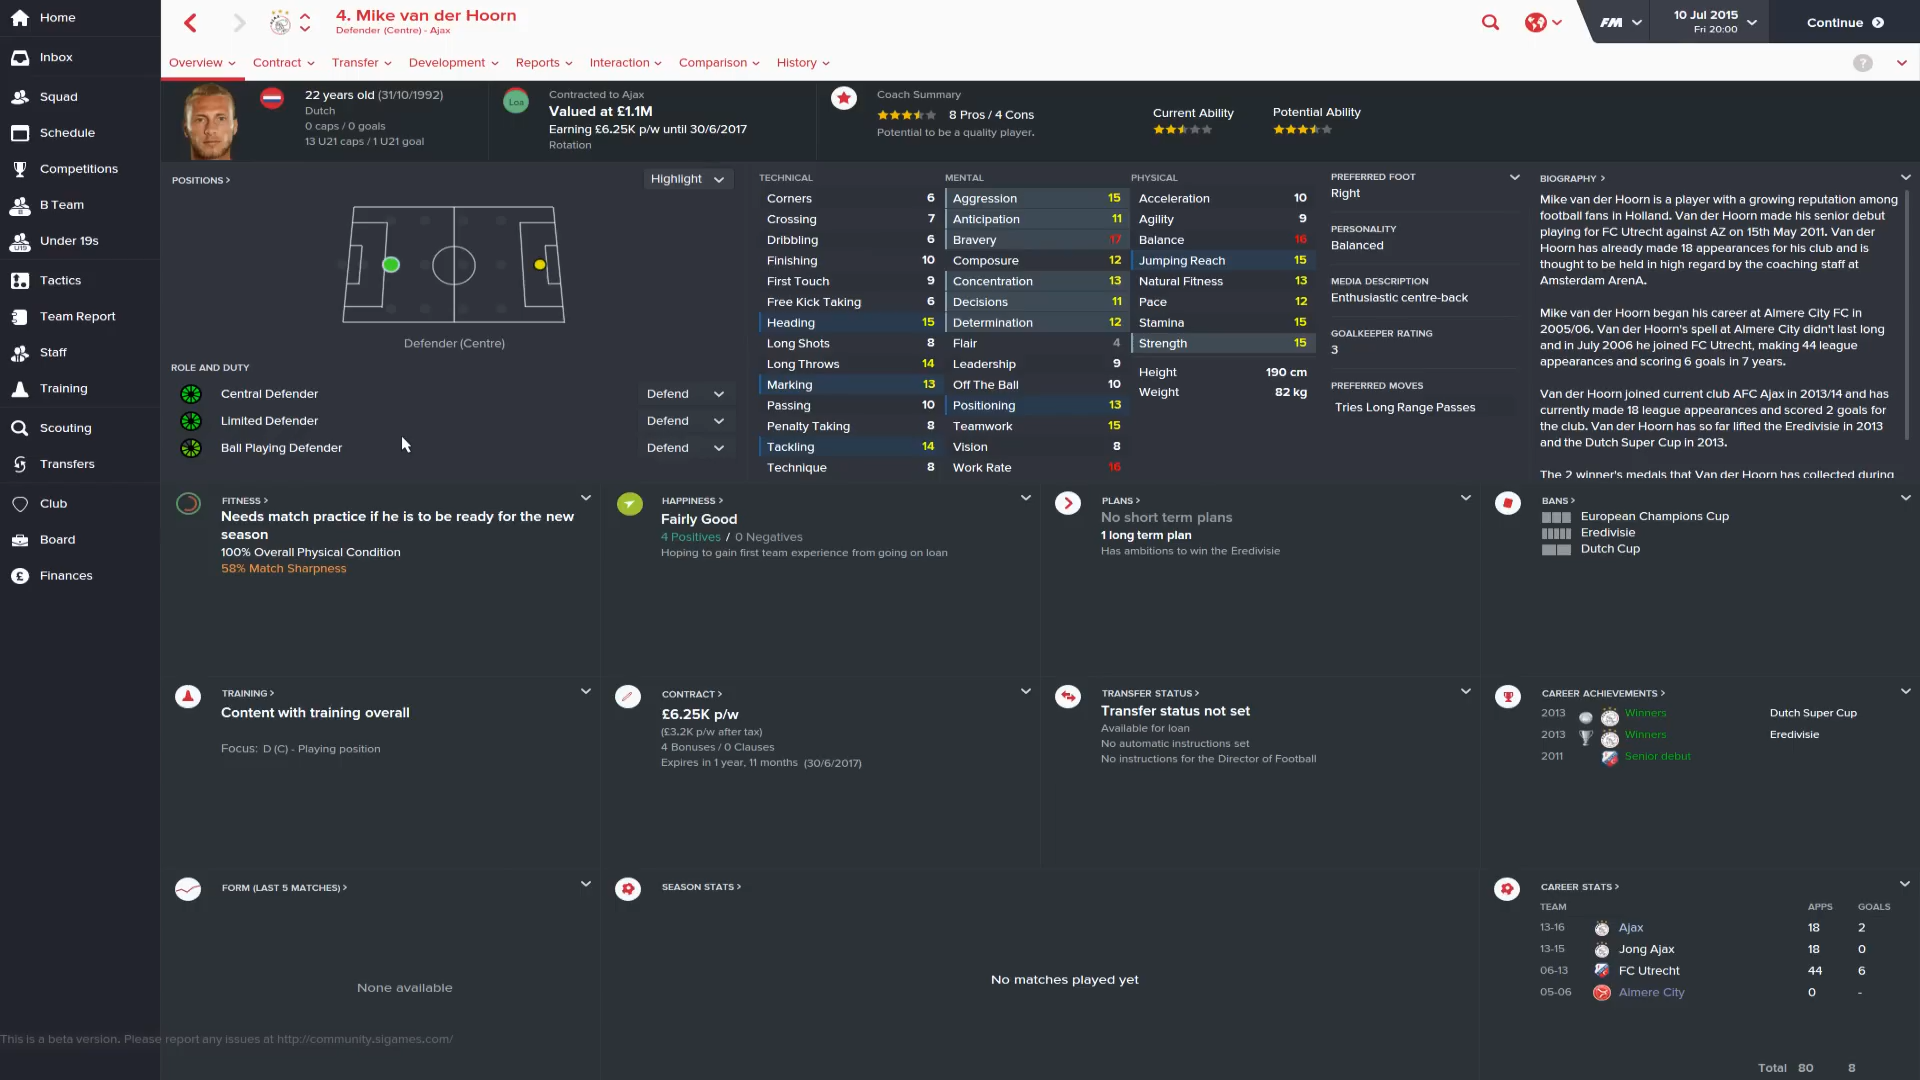 Home
Inbox
Squad
Schedule
Competitions
B Team
Under 19s
Tactics
Team Report
Staff
Training
Scouting
Transfers
Club
Board
Finances
4. Mike van der Hoorn
Defender (Centre) - Ajax
FM
10 Jul 2015
Fri 20:00
Continue
Overview Contract Transfer Development Reports Interaction Comparison History
?
22 years old (31/10/1992)
Dutch
0 caps / 0 goals
13 U21 caps / 1 U21 goal
Loa
Contracted to Ajax
Valued at £1.1M
Earning £6.25K p/w until 30/6/2017
Rotation
Coach Summary
8 Pros / 4 Cons
Potential to be a quality player.
Current Ability
Potential Ability
POSITIONS >
Highlight
Defender (Centre)
ROLE AND DUTY
Central Defender Defend
Limited Defender Defend
Ball Playing Defender Defend
TECHNICAL
Corners 6
Crossing 7
Dribbling 6
Finishing 10
First Touch 9
Free Kick Taking 6
Heading 15
Long Shots 8
Long Throws 14
Marking 13
Passing 10
Penalty Taking 8
Tackling 14
Technique 8
MENTAL
Aggression 15
Anticipation 11
Bravery 17
Composure 12
Concentration 13
Decisions 11
Determination 12
Flair 4
Leadership 9
Off The Ball 10
Positioning 13
Teamwork 15
Vision 8
Work Rate 16
PHYSICAL
Acceleration 10
Agility 9
Balance 16
Jumping Reach 15
Natural Fitness 13
Pace 12
Stamina 15
Strength 15
Height 190 cm
Weight 82 kg
PREFERRED FOOT
Right
PERSONALITY
Balanced
MEDIA DESCRIPTION
Enthusiastic centre-back
GOALKEEPER RATING
3
PREFERRED MOVES
Tries Long Range Passes
BIOGRAPHY >
Mike van der Hoorn is a player with a growing reputation among
football fans in Holland. Van der Hoorn made his senior debut
playing for FC Utrecht against AZ on 15th May 2011. Van der
Hoorn has already made 18 appearances for his club and is
thought to be held in high regard by the coaching staff at
Amsterdam ArenA.
Mike van der Hoorn began his career at Almere City FC in
2005/06. Van der Hoorn's spell at Almere City didn't last long
and in July 2006 he joined FC Utrecht, making 44 league
appearances and scoring 6 goals in 7 years.
Van der Hoorn joined current club AFC Ajax in 2013/14 and has
currently made 18 league appearances and scored 2 goals for
the club. Van der Hoorn has so far lifted the Eredivisie in 2013
and the Dutch Super Cup in 2013.
The 2 winner's medals that Van der Hoorn has collected during
FITNESS >
Needs match practice if he is to be ready for the new
season
100% Overall Physical Condition
58% Match Sharpness
HAPPINESS >
Fairly Good
4 Positives / 0 Negatives
Hoping to gain first team experience from going on loan
PLANS >
No short term plans
1 long term plan
Has ambitions to win the Eredivisie
BANS >
European Champions Cup
Eredivisie
Dutch Cup
TRAINING >
Content with training overall
Focus: D (C) - Playing position
CONTRACT >
£6.25K p/w
(£3.2K p/w after tax)
4 Bonuses / 0 Clauses
Expires in 1 year, 11 months (30/6/2017)
TRANSFER STATUS >
Transfer status not set
Available for loan
No automatic instructions set
No instructions for the Director of Football
CAREER ACHIEVEMENTS >
2013 Winners Dutch Super Cup
2013 Winners Eredivisie
2011 Senior debut
FORM (LAST 5 MATCHES) >
None available
SEASON STATS >
No matches played yet
CAREER STATS >
TEAM APPS GOALS
13-16 Ajax 18 2
13-15 Jong Ajax 18 0
06-13 FC Utrecht 44 6
05-06 Almere City 0 -
Total 80 8
This is a beta version. Please report any issues at http://community.sigames.com/